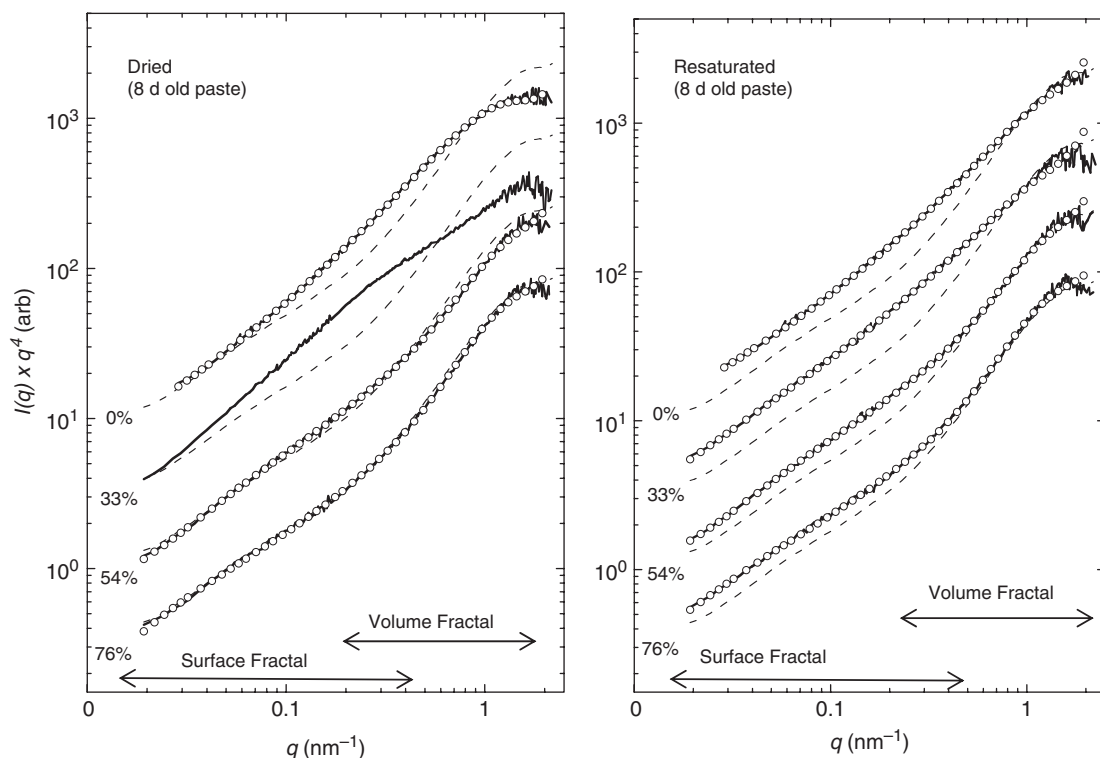 Dried
(8 d old paste)
10³
10²
10¹
10⁰
I(q) x q⁴ (arb)
0%
33%
54%
76%
Volume Fractal
Surface Fractal
0
0.1
1
q (nm⁻¹)
Resaturated
(8 d old paste)
10³
10²
10¹
10⁰
0%
33%
54%
76%
Volume Fractal
Surface Fractal
0
0.1
1
q (nm⁻¹)